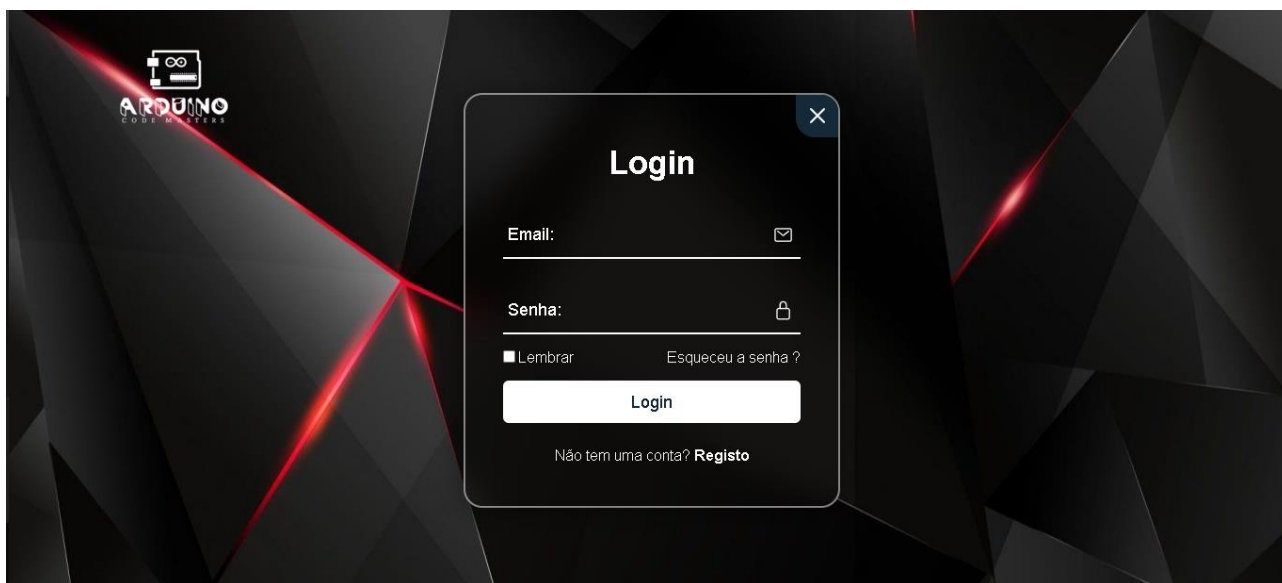 ARDUINO
CODE MASTERS
Login
Email:
Senha:
Lembrar
Esqueceu a senha ?
Login
Não tem uma conta? Registo